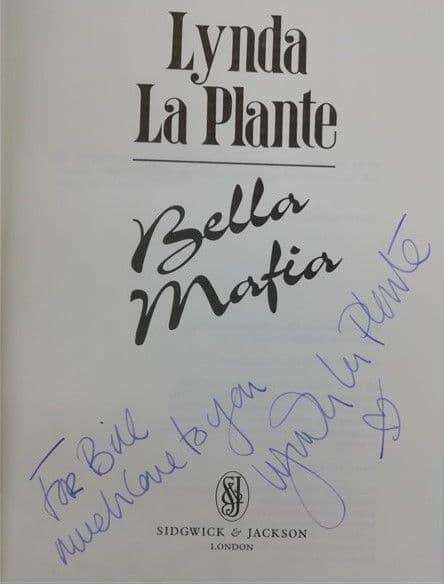 Lynda
La Plante
Bella
Mafia
For Bill
much love to you
Lynda La Plante
S&J
SIDGWICK & JACKSON
LONDON